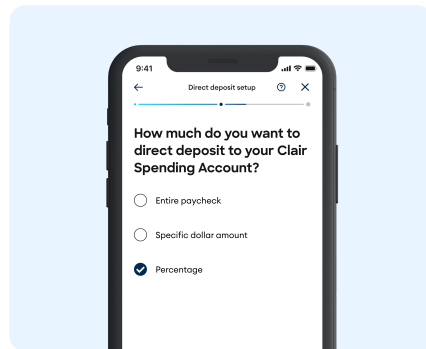 9:41
Direct deposit setup
How much do you want to
direct deposit to your Clair
Spending Account?
Entire paycheck
Specific dollar amount
Percentage